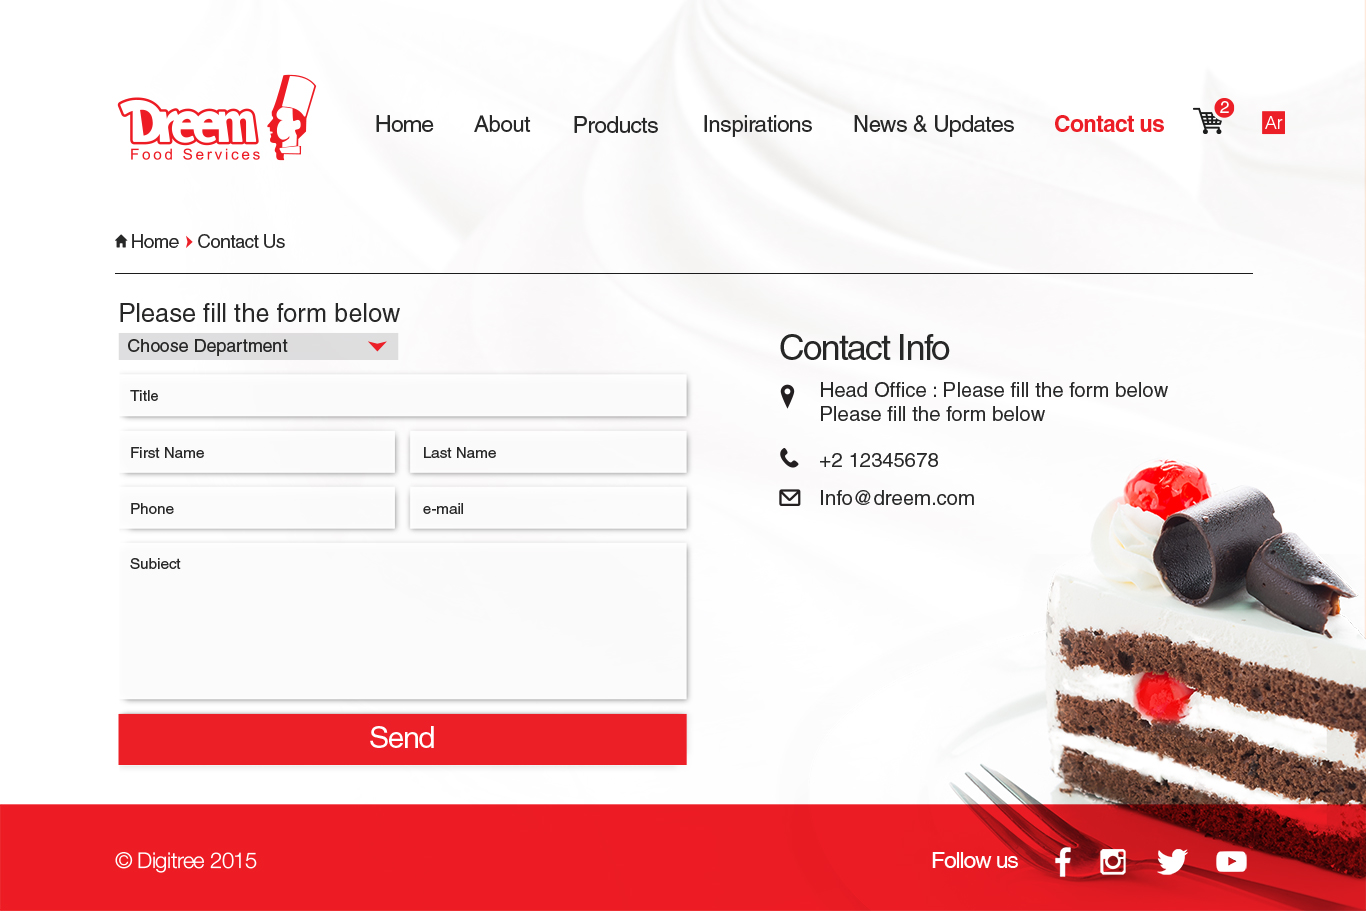 Dreem
Food Services
Home
About
Products
Inspirations
News & Updates
Contact us
2
Ar
Home
Contact Us
Please fill the form below
Choose Department
Title
First Name
Last Name
Phone
e-mail
Subiect
Send
Contact Info
Head Office : Please fill the form below
Please fill the form below
+2 12345678
Info@dreem.com
© Digitree 2015
Follow us